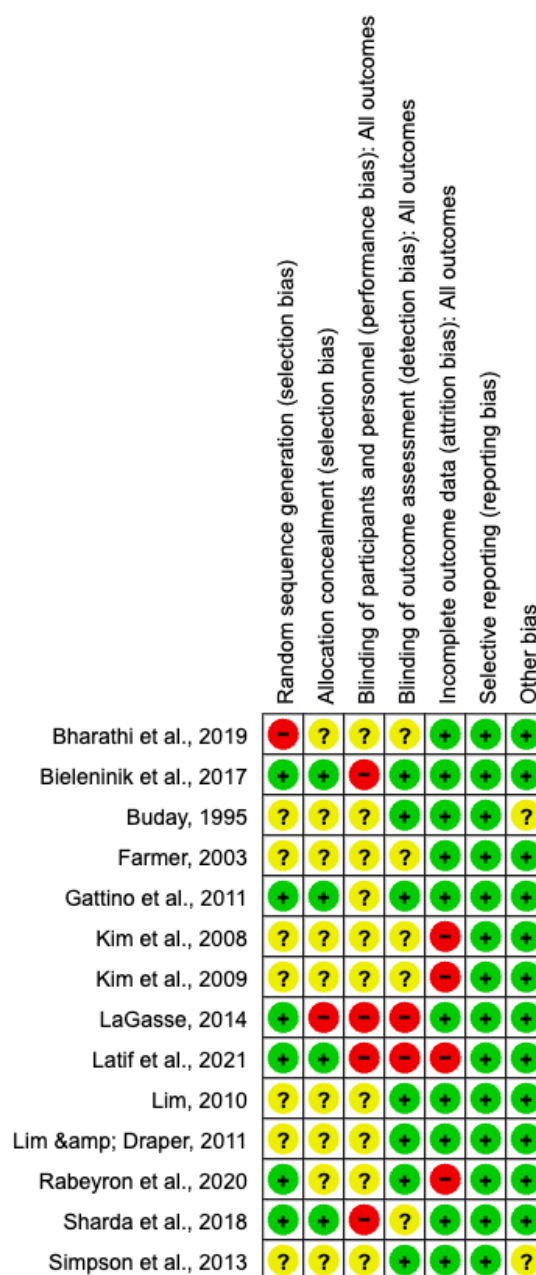 Random sequence generation (selection bias)
Allocation concealment (selection bias)
Blinding of participants and personnel (performance bias): All outcomes
Blinding of outcome assessment (detection bias): All outcomes
Incomplete outcome data (attrition bias): All outcomes
Selective reporting (reporting bias)
Other bias
Bharathi et al., 2019 - ? ? ? + + +
Bieleninik et al., 2017 + + - + + + +
Buday, 1995 ? ? ? + + + ?
Farmer, 2003 ? ? ? ? + + +
Gattino et al., 2011 + + ? + + + +
Kim et al., 2008 ? ? ? ? - + +
Kim et al., 2009 ? ? ? ? - + +
LaGasse, 2014 + - - - + + +
Latif et al., 2021 + + - - - + +
Lim, 2010 ? ? ? + + + +
Lim &amp; Draper, 2011 ? ? ? + + + +
Rabeyron et al., 2020 + ? ? + - + +
Sharda et al., 2018 + + - ? + + +
Simpson et al., 2013 ? ? ? + + + ?